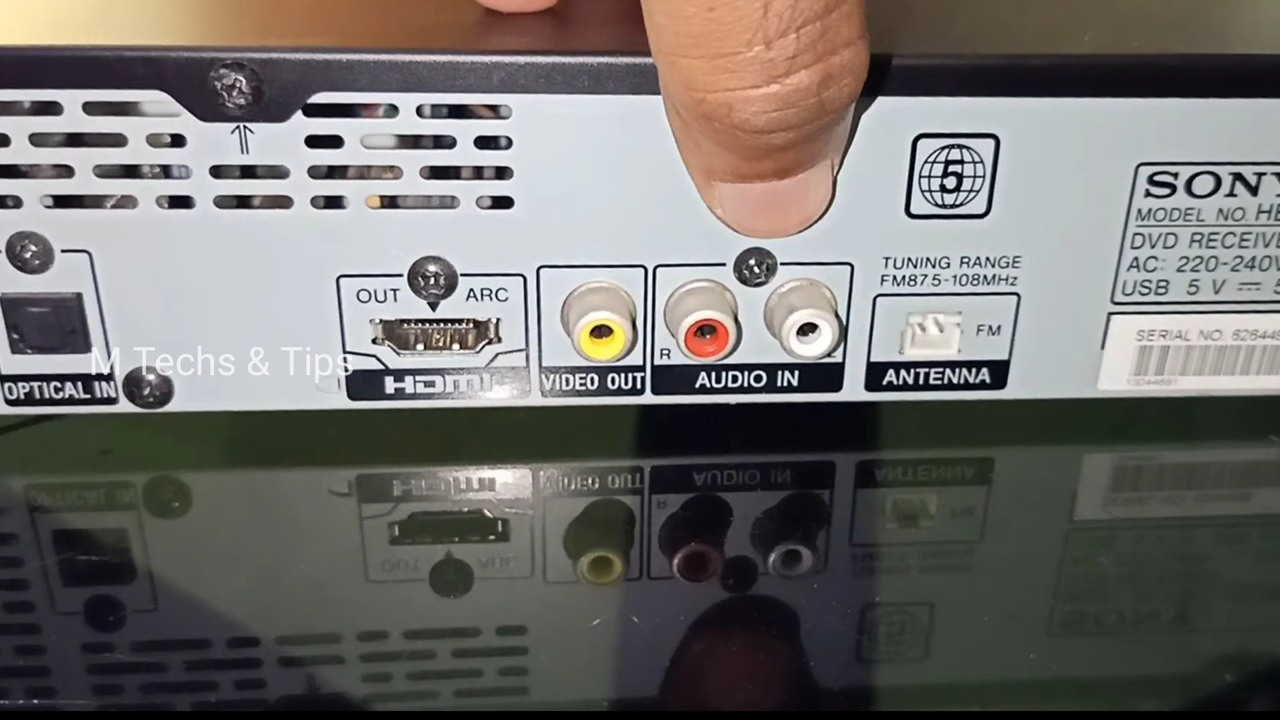 5
SONY
MODEL NO.
DVD RECEIVE
AC: 220-240V
USB 5 V
TUNING RANGE
FM87.5-108MHz
OUT
ARC
HDMI
VIDEO OUT
R
L
AUDIO IN
FM
ANTENNA
SERIAL NO. 62644
OPTICAL IN
M Techs & Tips